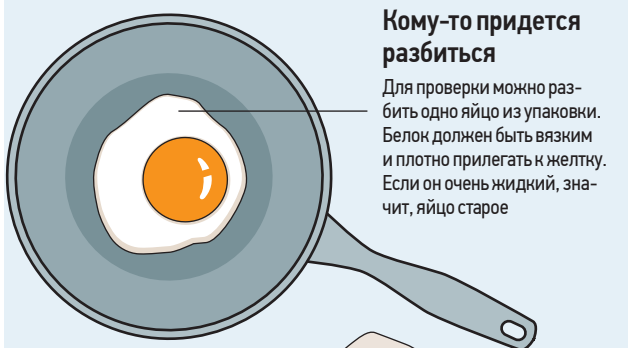 Кому-то придется
разбиться
Для проверки можно раз-
бить одно яйцо из упаковки.
Белок должен быть вязким
и плотно прилегать к желтку.
Если он очень жидкий, зна-
чит, яйцо старое